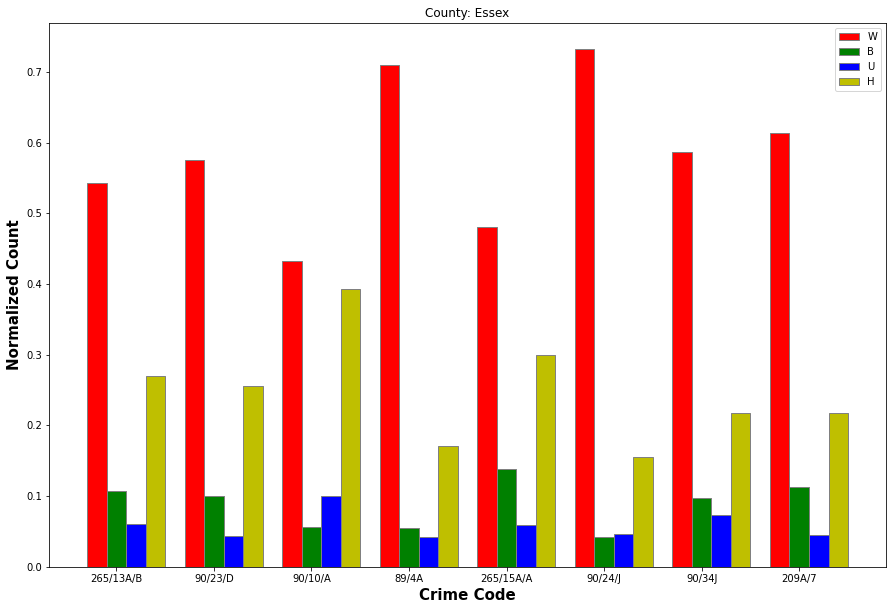 County: Essex
W
B
U
H
Normalized Count
0.7
0.6
0.5
0.4
0.3
0.2
0.1
0.0
265/13A/B 90/23/D 90/10/A 89/4A 265/15A/A 90/24/J 90/34J 209A/7
Crime Code